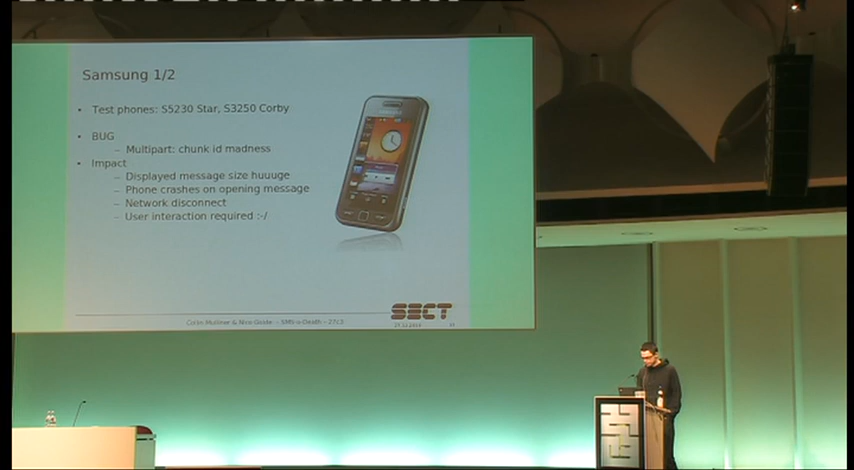 Samsung 1/2
• Test phones: S5230 Star, S3250 Corby
• BUG
– Multipart: chunk id madness
• Impact
– Displayed message size huuuge
– Phone crashes on opening message
– Network disconnect
– User interaction required :-/
SECT
Collin Mulliner & Nico Golde – SMS-o-Death – 27C3